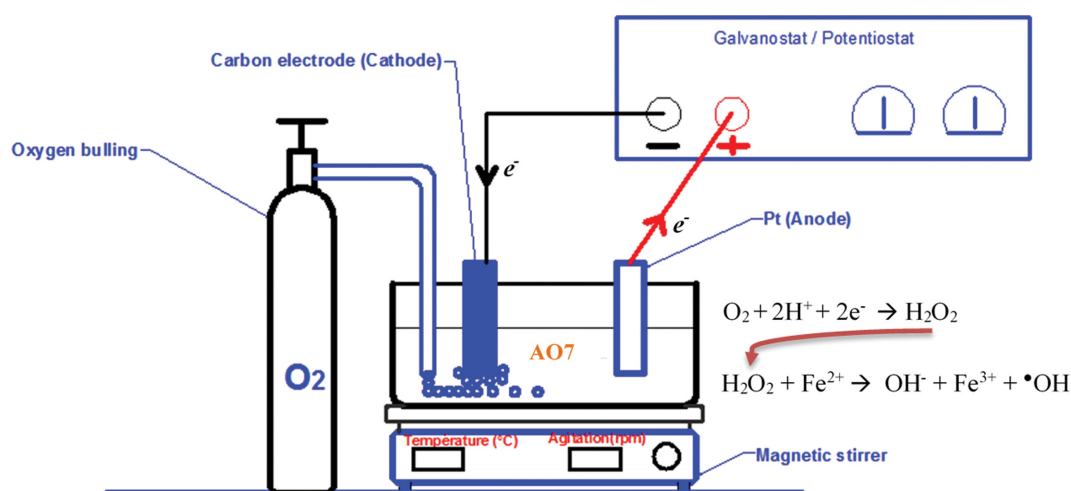 Galvanostat / Potentiostat
Carbon electrode (Cathode)
Oxygen bulling
e⁻
e⁻
Pt (Anode)
O₂ + 2H⁺ + 2e⁻ → H₂O₂
AO7
H₂O₂ + Fe²⁺ → OH⁻ + Fe³⁺ + •OH
O₂
Température (°C)
Agitation(rpm)
Magnetic stirrer